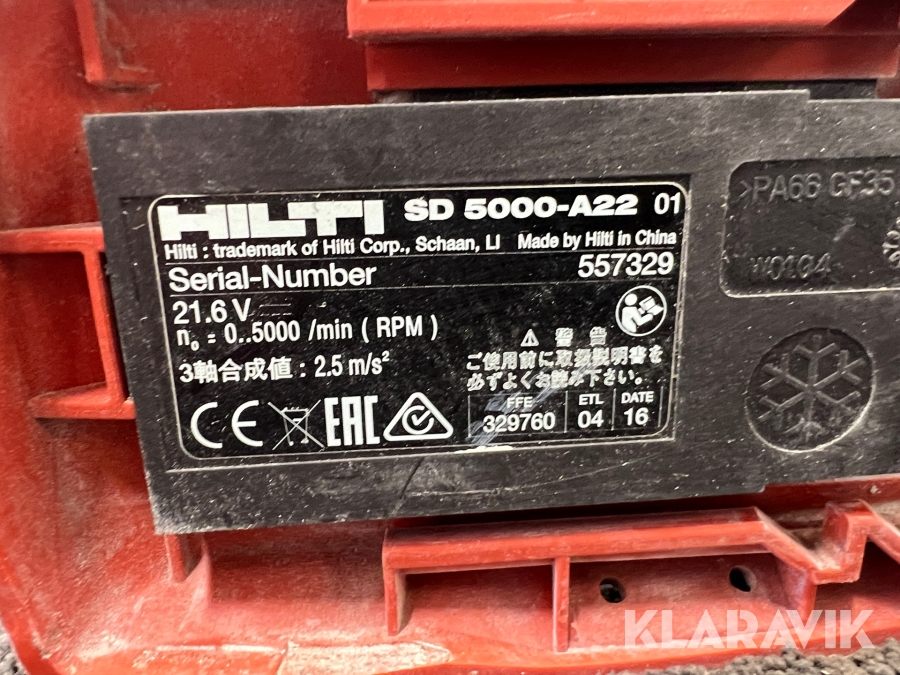 HILTI SD 5000-A22 01
Hilti : trademark of Hilti Corp., Schaan, LI Made by Hilti in China
Serial-Number 557329
21.6 V
n₀ = 0..5000 /min ( RPM )
3軸合成値 : 2.5 m/s²
⚠ 警 告
ご使用前に取扱説明書を
必ずよくお読み下さい。
CE EAC
FFE ETL DATE
329760 04 16
>PA66 GF35
W0104
KLARAVIK